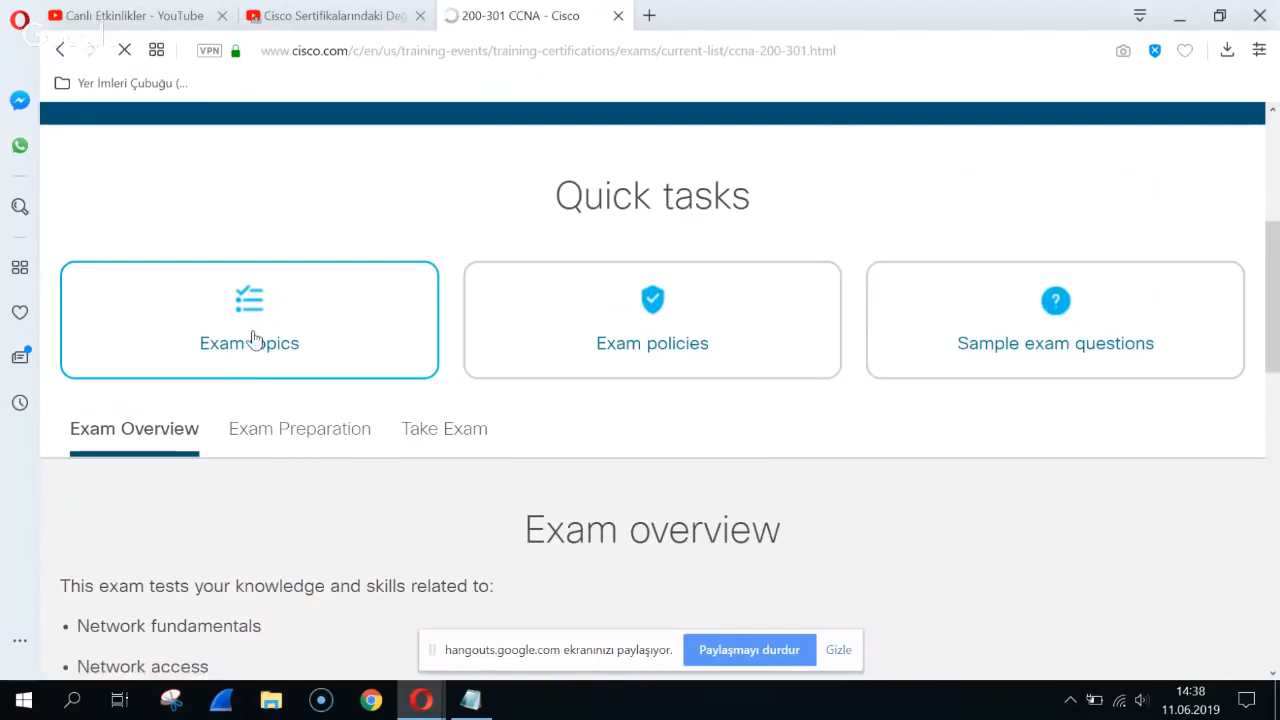 Canlı Etkinlikler - YouTube
Cisco Sertifikalarındaki Değ
200-301 CCNA - Cisco
VPN
www.cisco.com/c/en/us/training-events/training-certifications/exams/current-list/ccna-200-301.html
Yer İmleri Çubuğu (...
Quick tasks
Exam topics
Exam policies
Sample exam questions
Exam Overview
Exam Preparation
Take Exam
Exam overview
This exam tests your knowledge and skills related to:
• Network fundamentals
• Network access
hangouts.google.com ekranınızı paylaşıyor.
Paylaşmayı durdur
Gizle
14:38
11.06.2019